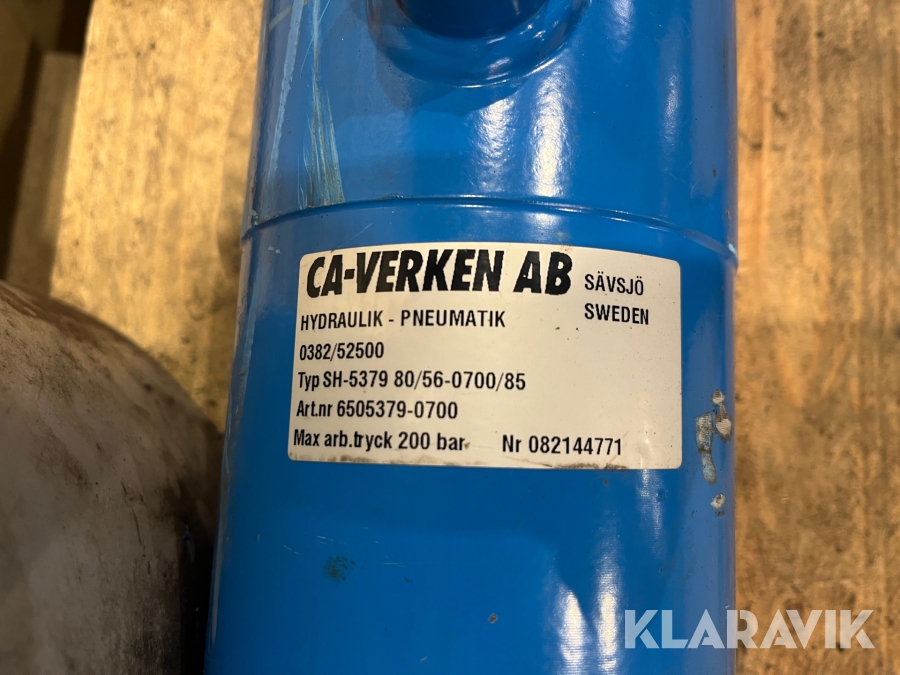 CA-VERKEN AB SÄVSJÖ
SWEDEN
HYDRAULIK - PNEUMATIK
0382/52500
Typ SH-5379 80/56-0700/85
Art.nr 6505379-0700
Max arb.tryck 200 bar Nr 082144771
KLARAVIK